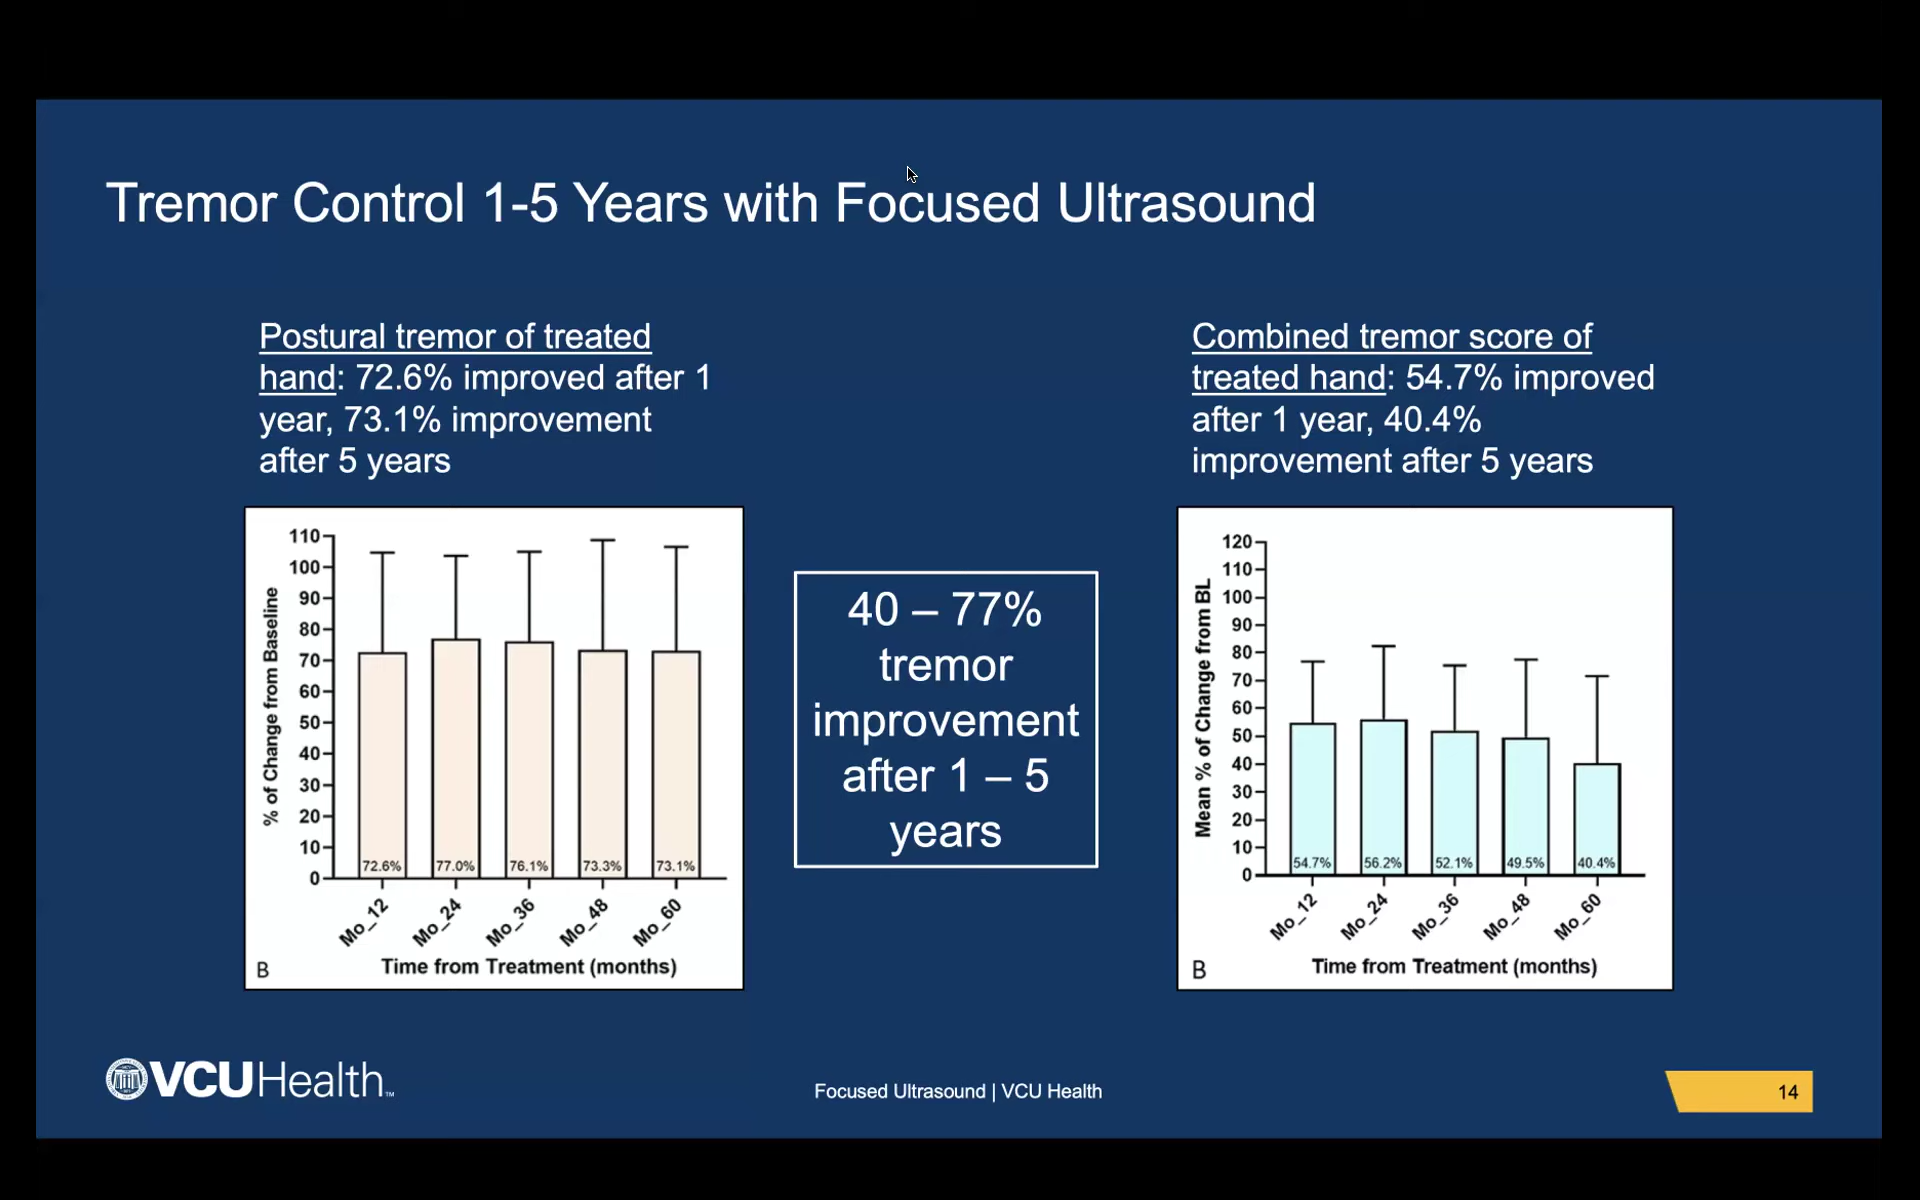 Tremor Control 1-5 Years with Focused Ultrasound
Postural tremor of treated
hand: 72.6% improved after 1
year, 73.1% improvement
after 5 years
110
100
90
80
70
60
50
40
30
20
10
0
% of Change from Baseline
72.6%
77.0%
76.1%
73.3%
73.1%
Mo_12
Mo_24
Mo_36
Mo_48
Mo_60
Time from Treatment (months)
B
40 – 77%
tremor
improvement
after 1 – 5
years
Combined tremor score of
treated hand: 54.7% improved
after 1 year, 40.4%
improvement after 5 years
120
110
100
90
80
70
60
50
40
30
20
10
0
Mean % of Change from BL
54.7%
56.2%
52.1%
49.5%
40.4%
Mo_12
Mo_24
Mo_36
Mo_48
Mo_60
Time from Treatment (months)
B
VCUHealth™
Focused Ultrasound | VCU Health
14